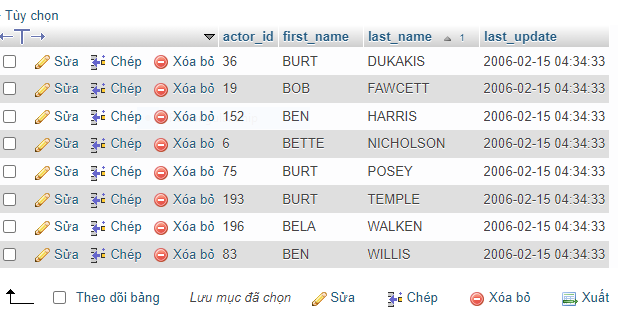 Tùy chọn
actor_id first_name last_name 1 last_update
Sửa Chép Xóa bỏ 36 BURT DUKAKIS 2006-02-15 04:34:33
Sửa Chép Xóa bỏ 19 BOB FAWCETT 2006-02-15 04:34:33
Sửa Chép Xóa bỏ 152 BEN HARRIS 2006-02-15 04:34:33
Sửa Chép Xóa bỏ 6 BETTE NICHOLSON 2006-02-15 04:34:33
Sửa Chép Xóa bỏ 75 BURT POSEY 2006-02-15 04:34:33
Sửa Chép Xóa bỏ 193 BURT TEMPLE 2006-02-15 04:34:33
Sửa Chép Xóa bỏ 196 BELA WALKEN 2006-02-15 04:34:33
Sửa Chép Xóa bỏ 83 BEN WILLIS 2006-02-15 04:34:33
Theo dõi bảng Lưu mục đã chọn Sửa Chép Xóa bỏ Xuất